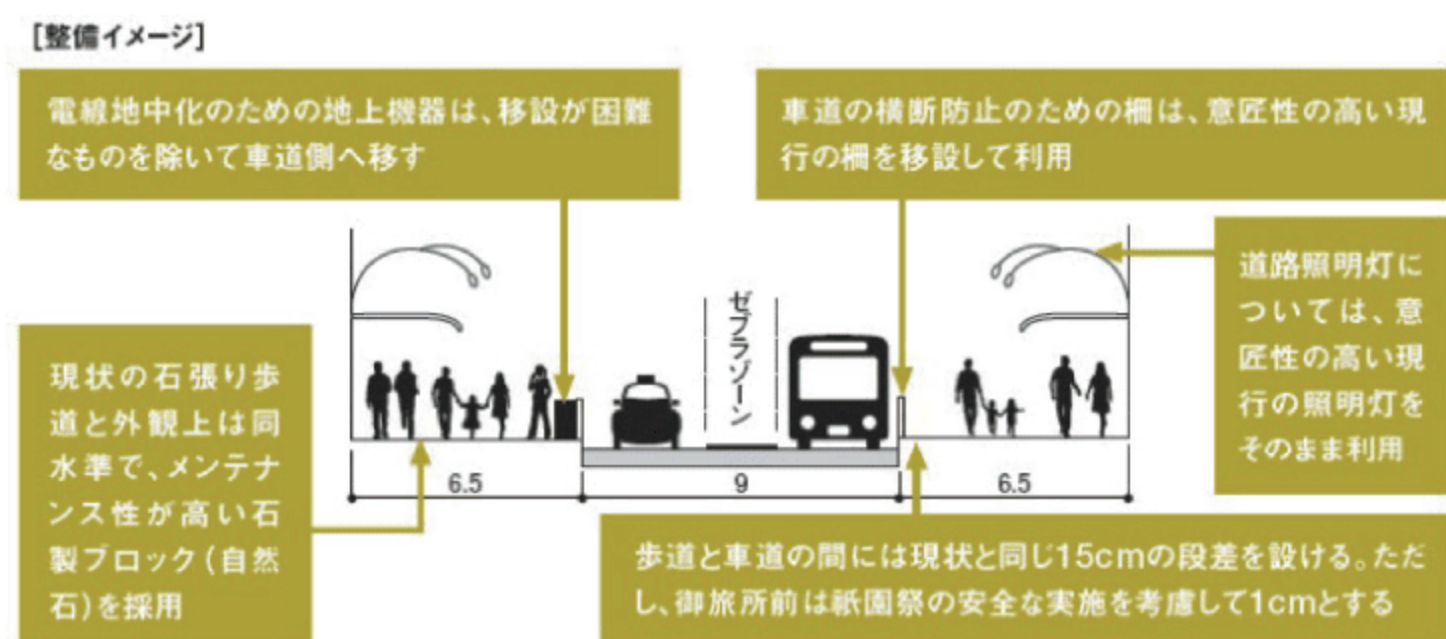 [整備イメージ]
電線地中化のための地上機器は、移設が困難
なものを除いて車道側へ移す
車道の横断防止のための柵は、意匠性の高い現
行の柵を移設して利用
道路照明灯に
ついては、意
匠性の高い現
行の照明灯を
そのまま利用
ゼブラゾーン
現状の石張り歩
道と外観上は同
水準で、メンテナ
ンス性が高い石
製ブロック(自然
石)を採用
6.5
9
6.5
歩道と車道の間には現状と同じ15cmの段差を設ける。ただ
し、御旅所前は祇園祭の安全な実施を考慮して1cmとする